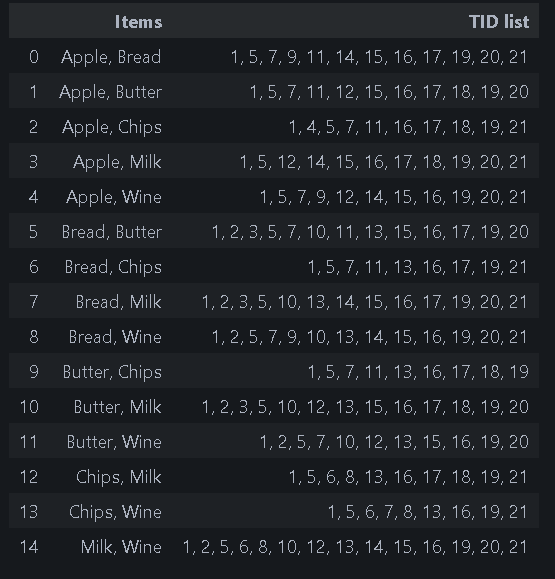 Items TID list
0 Apple, Bread 1, 5, 7, 9, 11, 14, 15, 16, 17, 19, 20, 21
1 Apple, Butter 1, 5, 7, 11, 12, 15, 16, 17, 18, 19, 20
2 Apple, Chips 1, 4, 5, 7, 11, 16, 17, 18, 19, 21
3 Apple, Milk 1, 5, 12, 14, 15, 16, 17, 18, 19, 20, 21
4 Apple, Wine 1, 5, 7, 9, 12, 14, 15, 16, 19, 20, 21
5 Bread, Butter 1, 2, 3, 5, 7, 10, 11, 13, 15, 16, 17, 19, 20
6 Bread, Chips 1, 5, 7, 11, 13, 16, 17, 19, 21
7 Bread, Milk 1, 2, 3, 5, 10, 13, 14, 15, 16, 17, 19, 20, 21
8 Bread, Wine 1, 2, 5, 7, 9, 10, 13, 14, 15, 16, 19, 20, 21
9 Butter, Chips 1, 5, 7, 11, 13, 16, 17, 18, 19
10 Butter, Milk 1, 2, 3, 5, 10, 12, 13, 15, 16, 17, 18, 19, 20
11 Butter, Wine 1, 2, 5, 7, 10, 12, 13, 15, 16, 19, 20
12 Chips, Milk 1, 5, 6, 8, 13, 16, 17, 18, 19, 21
13 Chips, Wine 1, 5, 6, 7, 8, 13, 16, 19, 21
14 Milk, Wine 1, 2, 5, 6, 8, 10, 12, 13, 14, 15, 16, 19, 20, 21